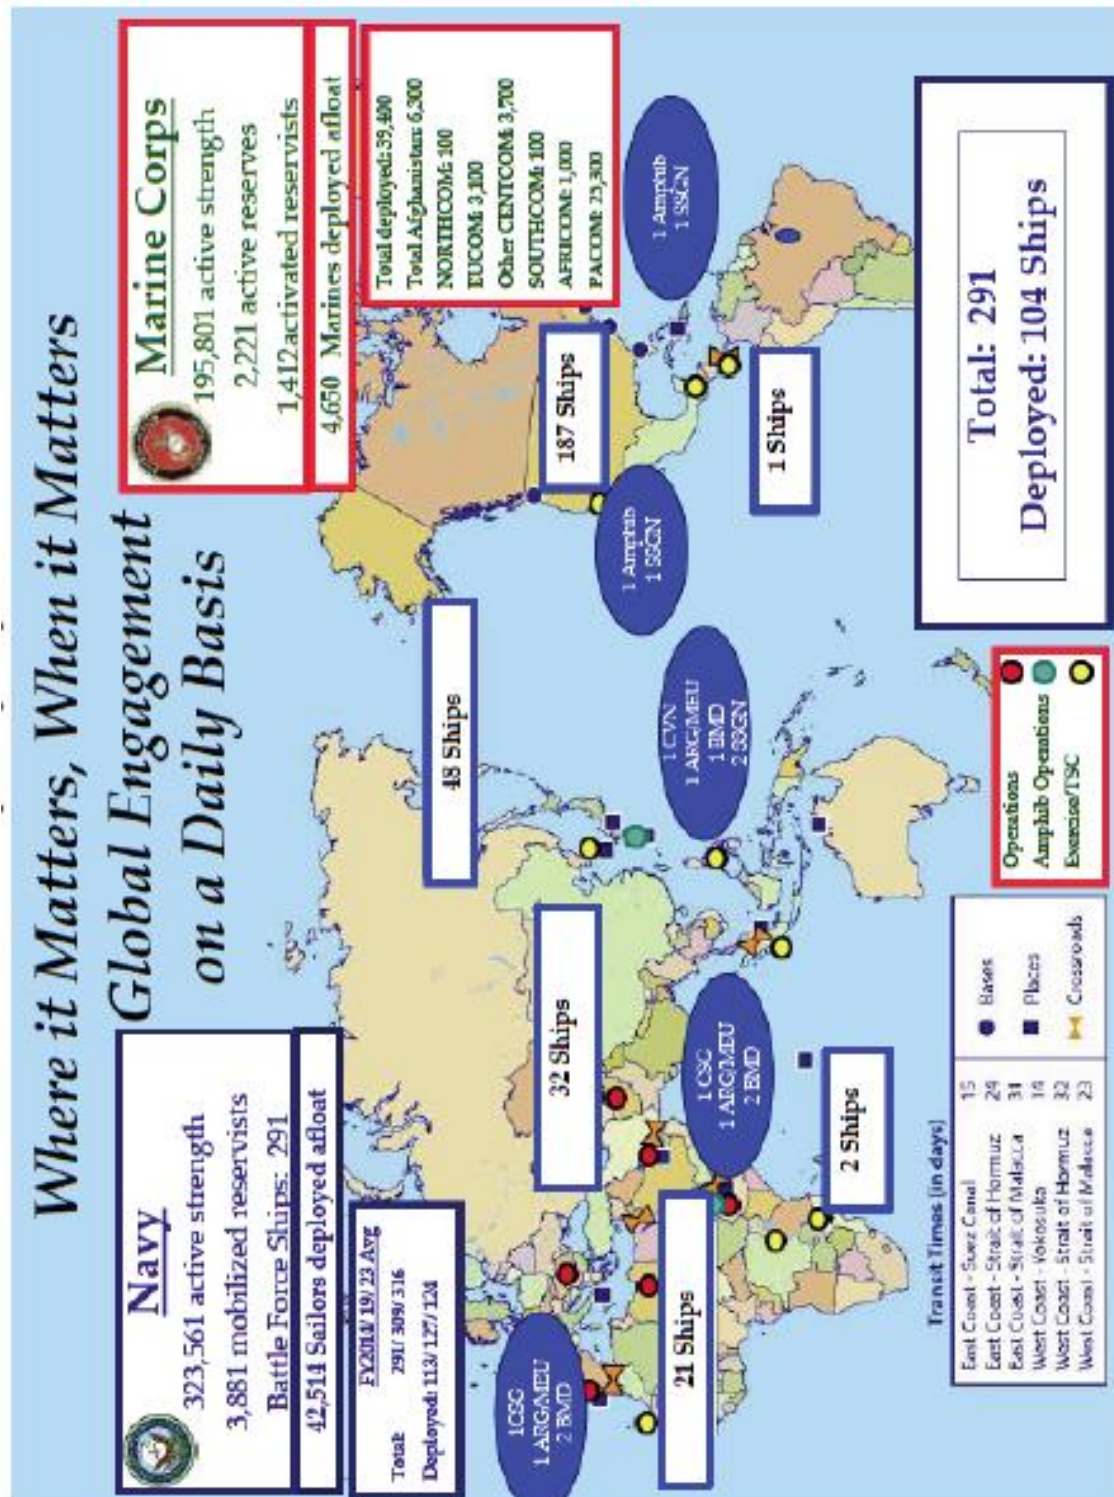 Where it Matters, When it Matters
Global Engagement
on a Daily Basis
Navy
323,561 active strength
3,881 mobilized reservists
Battle Force Ships: 291
42,514 Sailors deployed afloat
FY2014/19/23 Avg
Total: 291/ 309/ 316
Deployed: 113/ 127/ 124
Marine Corps
195,801 active strength
2,221 active reserves
1,412activated reservists
4,650 Marines deployed afloat
Total deployed: 39,400
Total Afghanistan: 6,300
NORTHCOM: 100
EUCOM: 3,100
Other CENTCOM: 3,700
SOUTHCOM: 100
AFRICOM: 1,000
PACOM: 25,300
48 Ships
187 Ships
32 Ships
21 Ships
2 Ships
1 Ships
1CSG
1 ARG/MEU
2 BMD
1 CSG
1 ARG/MEU
2 BMD
1 CVN
1 ARG/MEU
1 BMD
2 SSGN
1 Amphib
1 SSGN
1 Amphib
1 SSGN
Transit Times (in days)
East Coast - Suez Canal 15
East Coast - Strait of Hormuz 24
East Coast - Strait of Malacca 31
West Coast - Yokosuka 14
West Coast - Strait of Hormuz 32
West Coast - Strait of Malacca 23
Bases
Places
Crossroads
Operations
Amphib Operations
Exercise/TSC
Total: 291
Deployed: 104 Ships